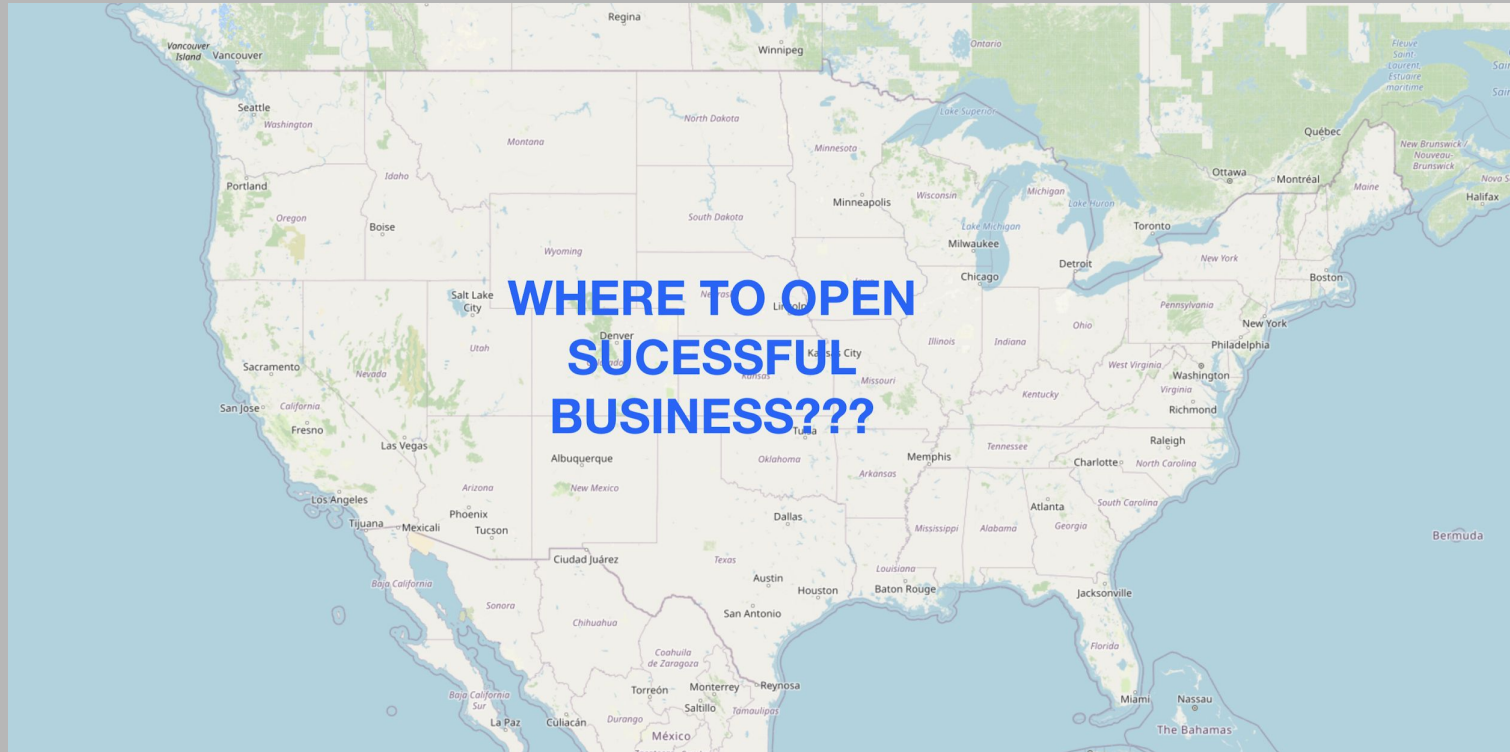 Regina
Winnipeg
Ontario
Fleuve
Saint
Laurent,
Estuaire
maritime
Vancouver
Island
Vancouver
Seattle
Washington
Montana
North Dakota
Minnesota
Lake Superior
Québec
New Brunswick /
Nouveau-
Brunswick
Ottawa
Montréal
Maine
Halifax
Portland
Idaho
Oregon
Boise
South Dakota
Minneapolis
Wisconsin
Michigan
Lake Huron
Lake Michigan
Toronto
Milwaukee
Detroit
New York
Boston
Wyoming
Chicago
Salt Lake
City
WHERE TO OPEN
SUCESSFUL
BUSINESS???
Denver
Utah
Nevada
Sacramento
San Jose
California
Fresno
Las Vegas
Kansas
Missouri
Illinois
Indiana
Ohio
Pennsylvania
New York
Philadelphia
West Virginia
Washington
Virginia
Richmond
Kentucky
Raleigh
Charlotte
North Carolina
Tennessee
Memphis
Albuquerque
Oklahoma
Arkansas
Arizona
New Mexico
Los Angeles
Phoenix
Tucson
Tijuana
Mexicali
Dallas
Mississippi
Alabama
Atlanta
Georgia
South Carolina
Bermuda
Ciudad Juárez
Texas
Louisiana
Baton Rouge
Jacksonville
Austin
Houston
San Antonio
Baja California
Sonora
Chihuahua
Coahuila
de Zaragoza
Florida
Miami
Nassau
The Bahamas
Torreón
Monterrey
Reynosa
Saltillo
Tamaulipas
Baja California
Sur
La Paz
Culiacán
Durango
México